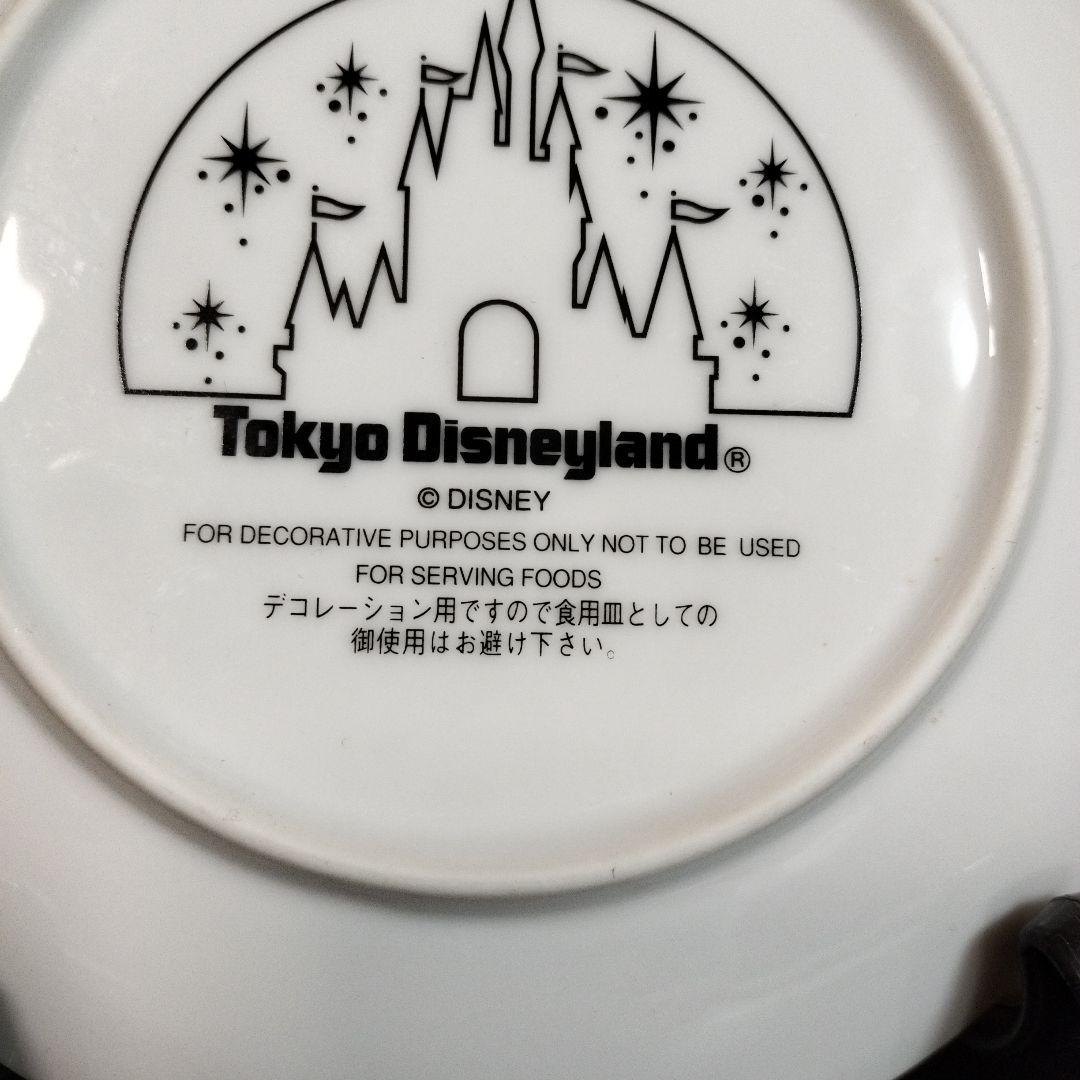 Tokyo Disneyland®
© DISNEY
FOR DECORATIVE PURPOSES ONLY NOT TO BE USED
FOR SERVING FOODS
デコレーション用ですので食用皿としての
御使用はお避け下さい。